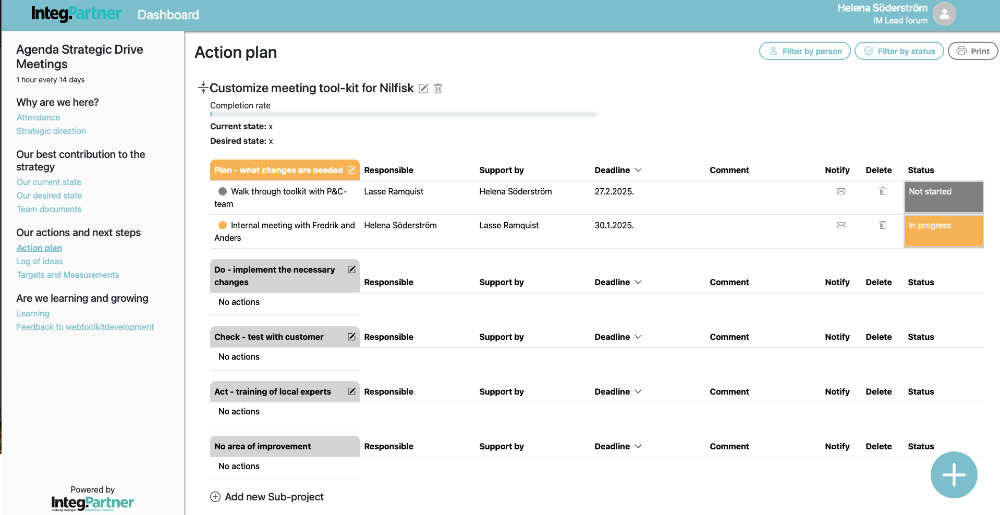 Integ.Partner Dashboard
Helena Söderström
IM Lead forum
Agenda Strategic Drive
Meetings
1 hour every 14 days
Why are we here?
Attendance
Strategic direction
Our best contribution to the
strategy
Our current state
Our desired state
Team documents
Our actions and next steps
Action plan
Log of ideas
Targets and Measurements
Are we learning and growing
Learning
Feedback to webtoolkitdevelopment
Powered by
Integ.Partner
Realizing Strategies Integrating Companies
Action plan
Filter by person Filter by status Print
Customize meeting tool-kit for Nilfisk
Completion rate
Current state: x
Desired state: x
Plan - what changes are needed Responsible Support by Deadline Comment Notify Delete Status
Walk through toolkit with P&C- Lasse Ramquist Helena Söderström 27.2.2025. Not started
team
Internal meeting with Fredrik and Helena Söderström Lasse Ramquist 30.1.2025. In progress
Anders
Do - implement the necessary
changes Responsible Support by Deadline Comment Notify Delete Status
No actions
Check - test with customer Responsible Support by Deadline Comment Notify Delete Status
No actions
Act - training of local experts Responsible Support by Deadline Comment Notify Delete Status
No actions
No area of improvement Responsible Support by Deadline Comment Notify Delete Status
No actions
Add new Sub-project